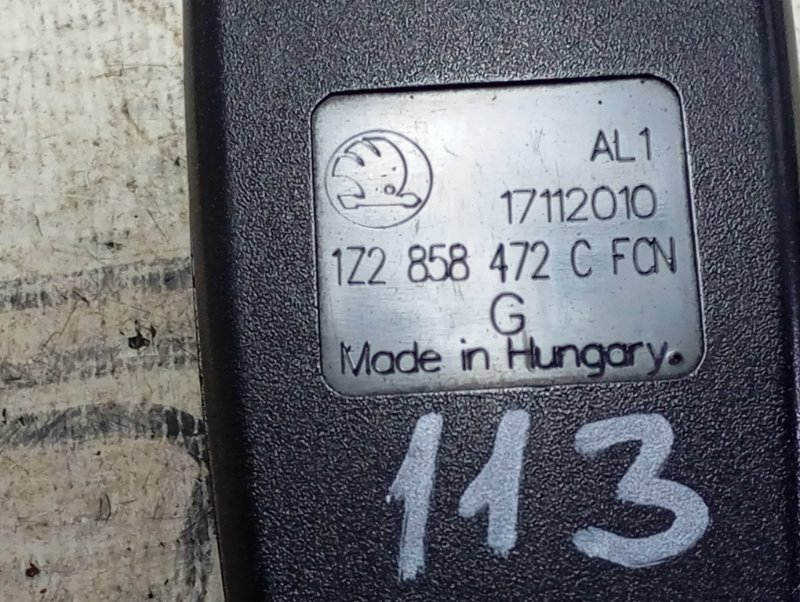 AL1
17112010
1Z2 858 472 C FCN
G
Made in Hungary.
113